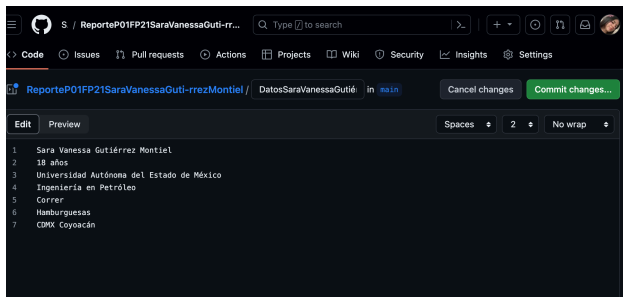 S. / ReporteP01FP21SaraVanessaGuti-rr... Type / to search
Code Issues Pull requests Actions Projects Wiki Security Insights Settings
ReporteP01FP21SaraVanessaGuti-rrezMontiel / DatosSaraVanessaGutié in main Cancel changes Commit changes...
Edit Preview Spaces 2 No wrap
1 Sara Vanessa Gutiérrez Montiel
2 18 años
3 Universidad Autónoma del Estado de México
4 Ingeniería en Petróleo
5 Correr
6 Hamburguesas
7 CDMX Coyoacán